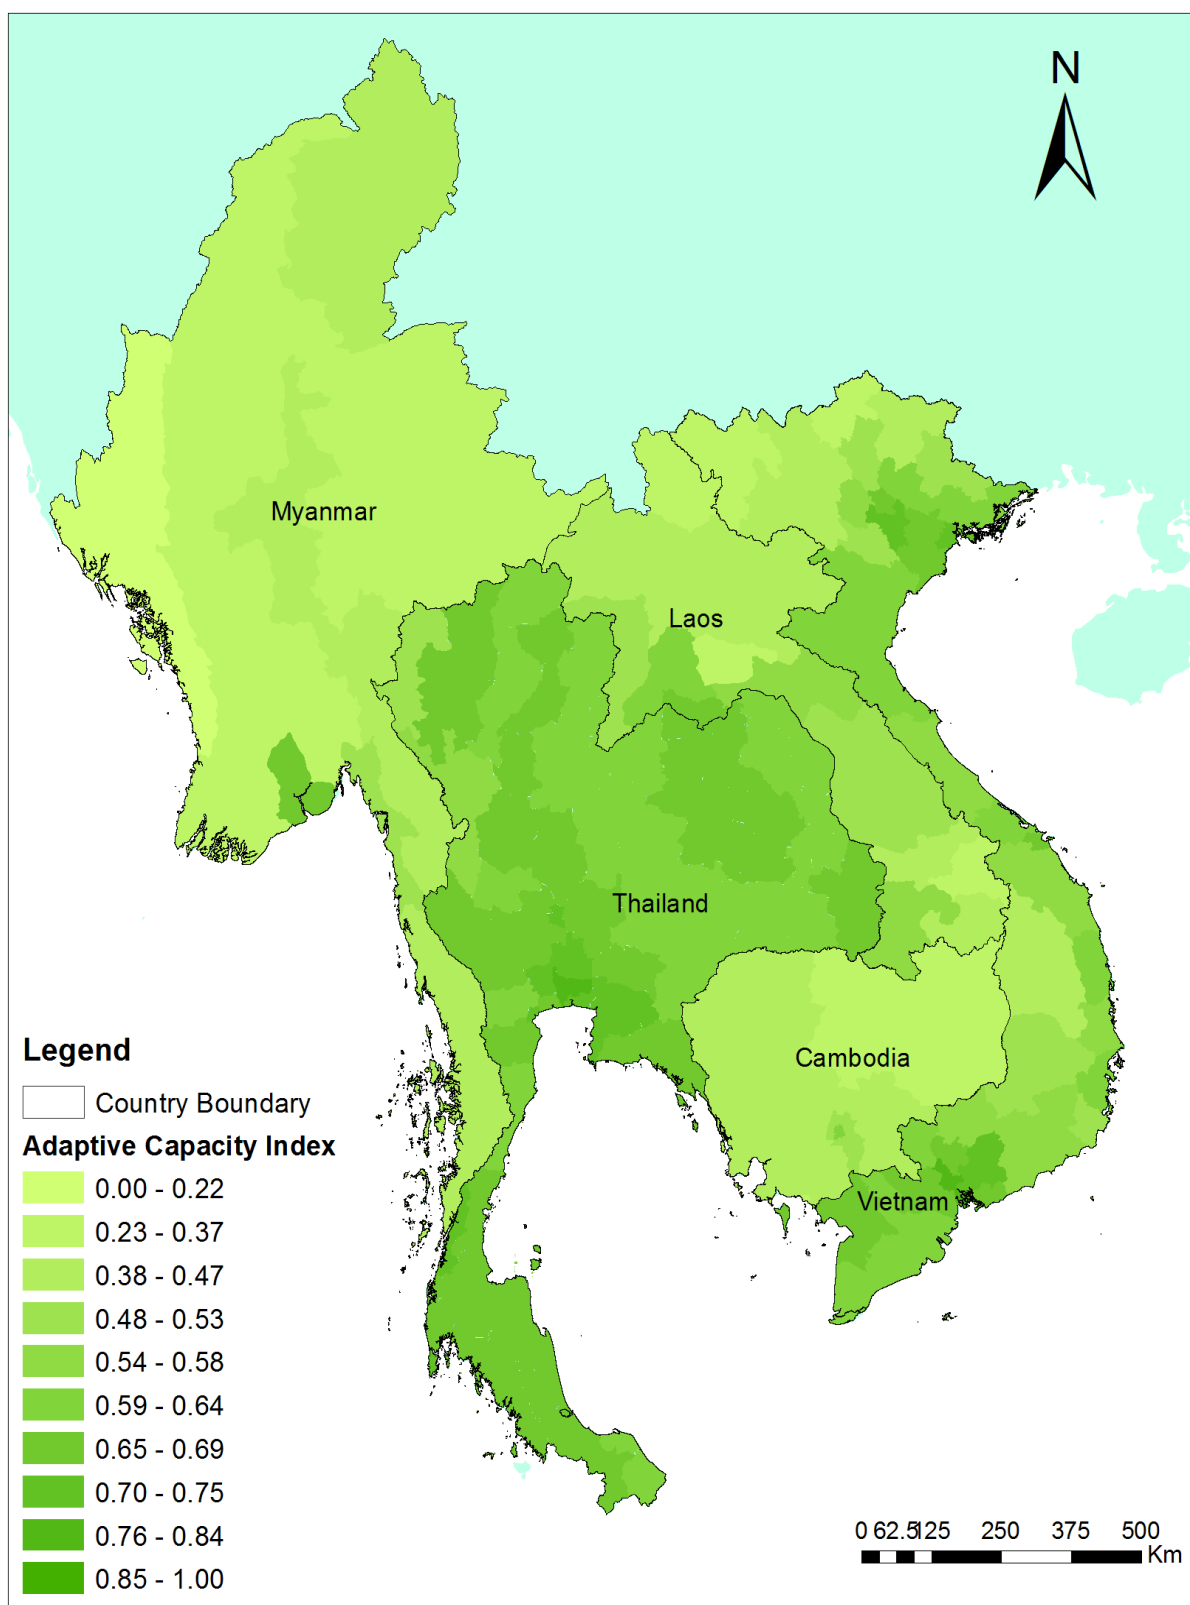 N
Myanmar
Laos
Thailand
Cambodia
Vietnam
Legend
Country Boundary
Adaptive Capacity Index
0.00 - 0.22
0.23 - 0.37
0.38 - 0.47
0.48 - 0.53
0.54 - 0.58
0.59 - 0.64
0.65 - 0.69
0.70 - 0.75
0.76 - 0.84
0.85 - 1.00
0 62.5125 250 375 500
Km